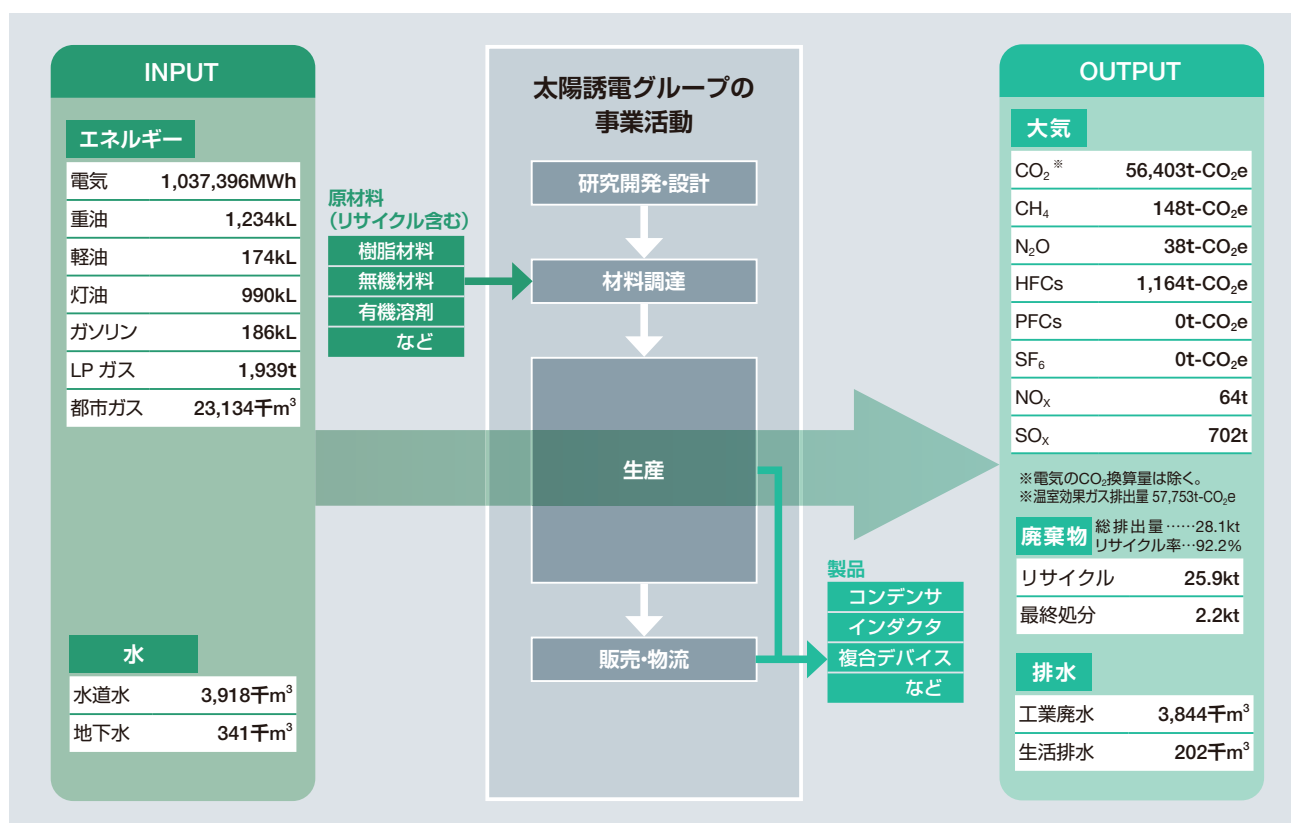 INPUT
エネルギー
電気 1,037,396MWh
重油 1,234kL
軽油 174kL
灯油 990kL
ガソリン 186kL
LP ガス 1,939t
都市ガス 23,134千m³
水
水道水 3,918千m³
地下水 341千m³
原材料
(リサイクル含む)
樹脂材料
無機材料
有機溶剤
など
太陽誘電グループの
事業活動
研究開発・設計
材料調達
生産
販売・物流
製品
コンデンサ
インダクタ
複合デバイス
など
OUTPUT
大気
CO₂※ 56,403t-CO₂e
CH₄ 148t-CO₂e
N₂O 38t-CO₂e
HFCs 1,164t-CO₂e
PFCs 0t-CO₂e
SF₆ 0t-CO₂e
NOₓ 64t
SOₓ 702t
※電気のCO₂換算量は除く。
※温室効果ガス排出量 57,753t-CO₂e
廃棄物
総排出量……28.1kt
リサイクル率…92.2%
リサイクル 25.9kt
最終処分 2.2kt
排水
工業廃水 3,844千m³
生活排水 202千m³